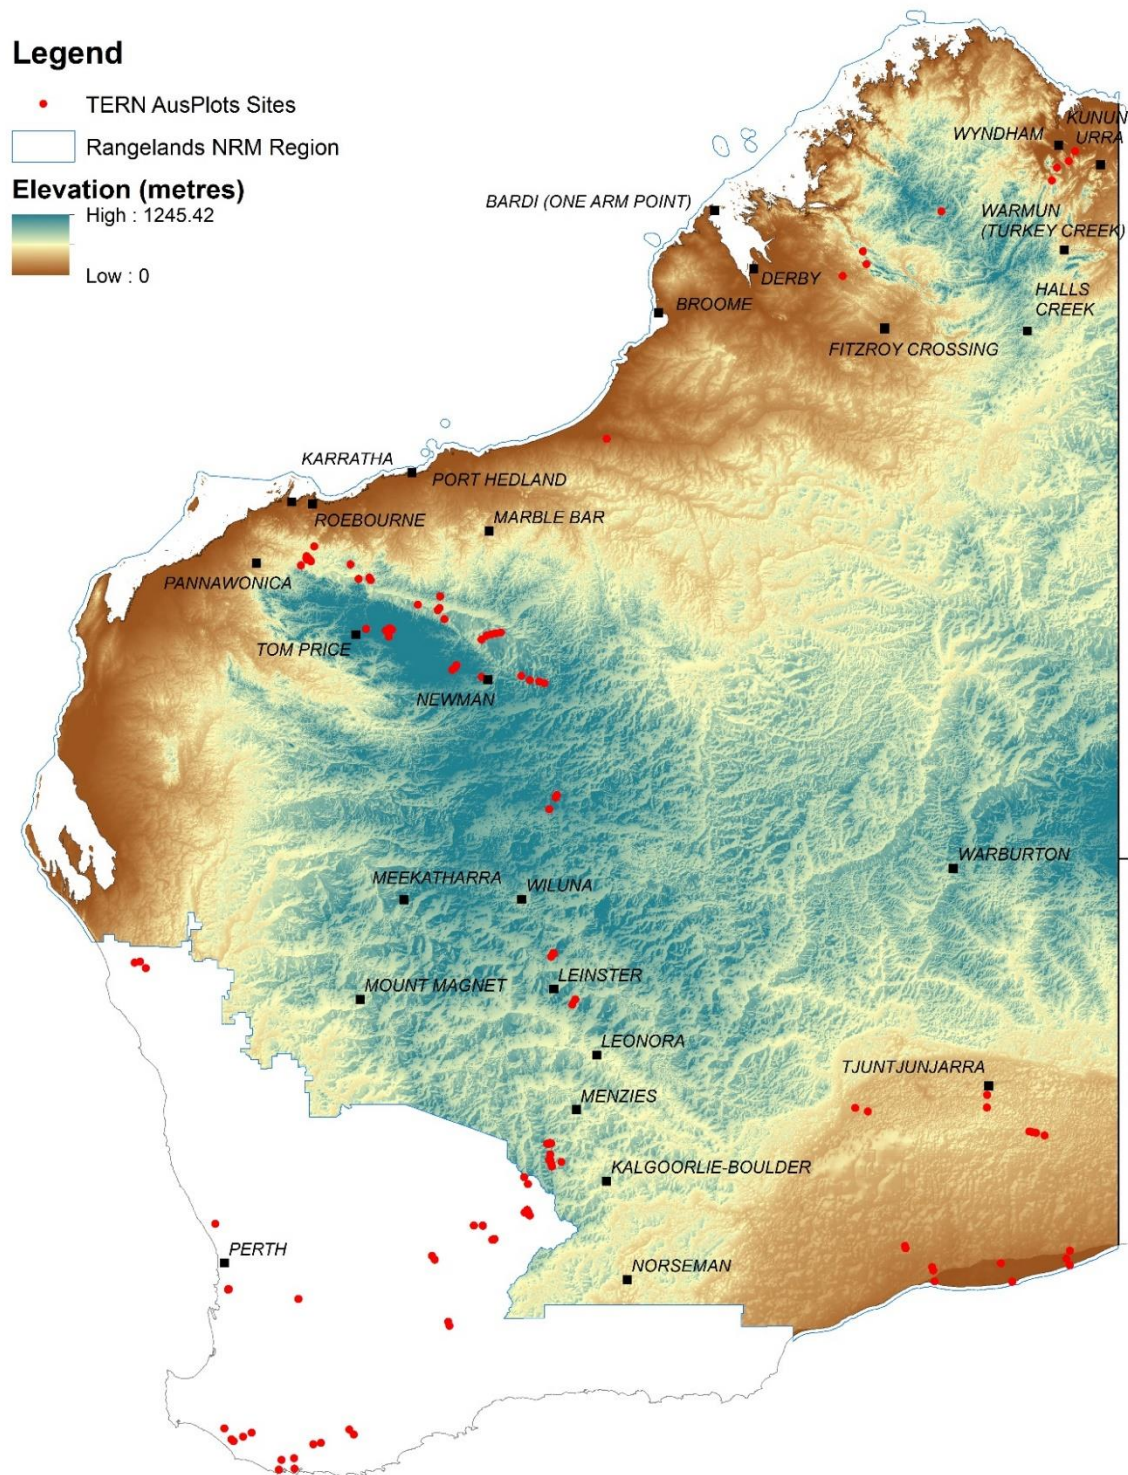 Legend
TERN AusPlots Sites
Rangelands NRM Region
Elevation (metres)
High : 1245.42
Low : 0
WYNDHAM
KUNUN
URRA
BARDI (ONE ARM POINT)
WARMUN
(TURKEY CREEK)
DERBY
HALLS
CREEK
BROOME
FITZROY CROSSING
KARRATHA
PORT HEDLAND
ROEBOURNE
MARBLE BAR
PANNAWONICA
TOM PRICE
NEWMAN
WARBURTON
MEEKATHARRA
WILUNA
LEINSTER
MOUNT MAGNET
LEONORA
TJUNTJUNJARRA
MENZIES
KALGOORLIE-BOULDER
PERTH
NORSEMAN